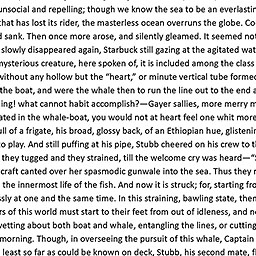 unsocial and repelling; though we know the sea to be an everlastin
that has lost its rider, the masterless ocean overruns the globe. Co
d sank. Then once more arose, and silently gleamed. It seemed not
slowly disappeared again, Starbuck still gazing at the agitated wat
mysterious creature, here spoken of, it is included among the class
without any hollow but the “heart,” or minute vertical tube formed
the boat, and were the whale then to run the line out to the end a
ing! what cannot habit accomplish?—Gayer sallies, more merry m
ated in the whale-boat, you would not at heart feel one whit more
ull of a frigate, his broad, glossy back, of an Ethiopian hue, glisteni
to play. And still puffing at his pipe, Stubb cheered on his crew to th
they tugged and they strained, till the welcome cry was heard—“S
craft canted over her spasmodic gunwale into the sea. Thus they r
the innermost life of the fish. And now it is struck; for, starting fro
ssly at one and the same time. In this straining, bawling state, then
rs of this world must start to their feet from out of idleness, and n
vetting about both boat and whale, entangling the lines, or cutting
morning. Though, in overseeing the pursuit of this whale, Captain
least so far as could be known on deck, Stubb, his second mate, f